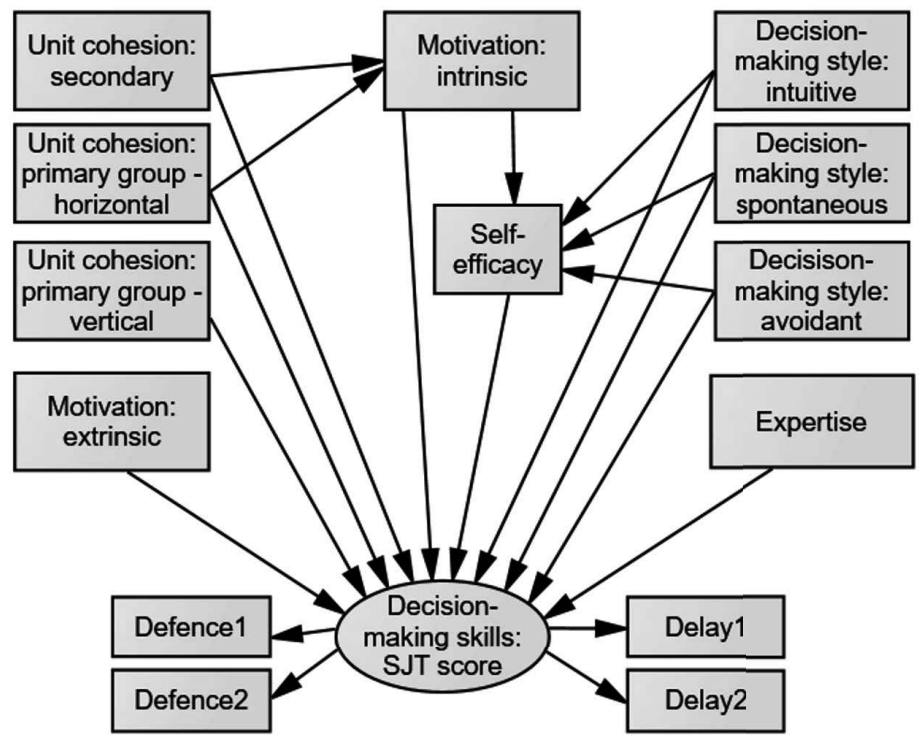 Unit cohesion:
secondary
Motivation:
intrinsic
Decision-
making style:
intuitive
Unit cohesion:
primary group -
horizontal
Decision-
making style:
spontaneous
Self-
efficacy
Unit cohesion:
primary group -
vertical
Decisison-
making style:
avoidant
Motivation:
extrinsic
Expertise
Decision-
making skills:
SJT score
Defence1
Delay1
Defence2
Delay2